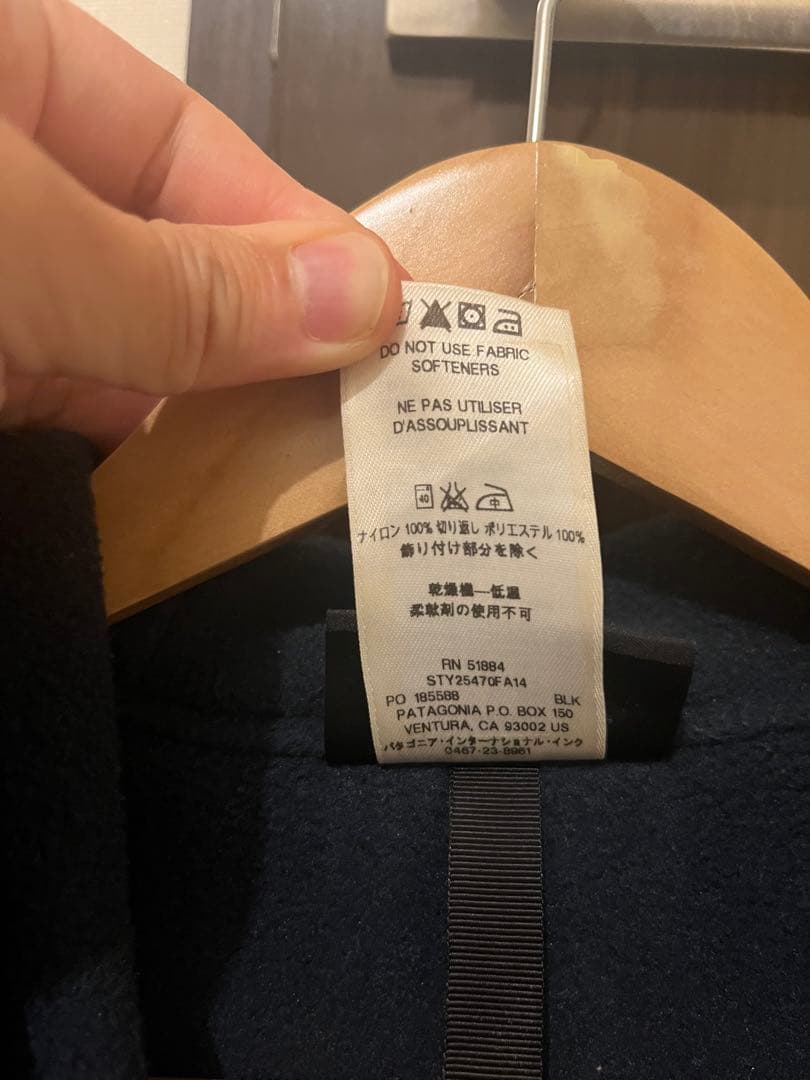 DO NOT USE FABRIC
SOFTENERS
NE PAS UTILISER
D'ASSOUPLISSANT
40 中
ナイロン 100% 切り返し ポリエステル 100%
飾り付け部分を除く
乾燥機—低温
柔軟剤の使用不可
RN 51884
STY25470FA14
PO 185588 BLK
PATAGONIA P.O. BOX 150
VENTURA, CA 93002 US
パタゴニア・インターナショナル・インク
0467-23-8961